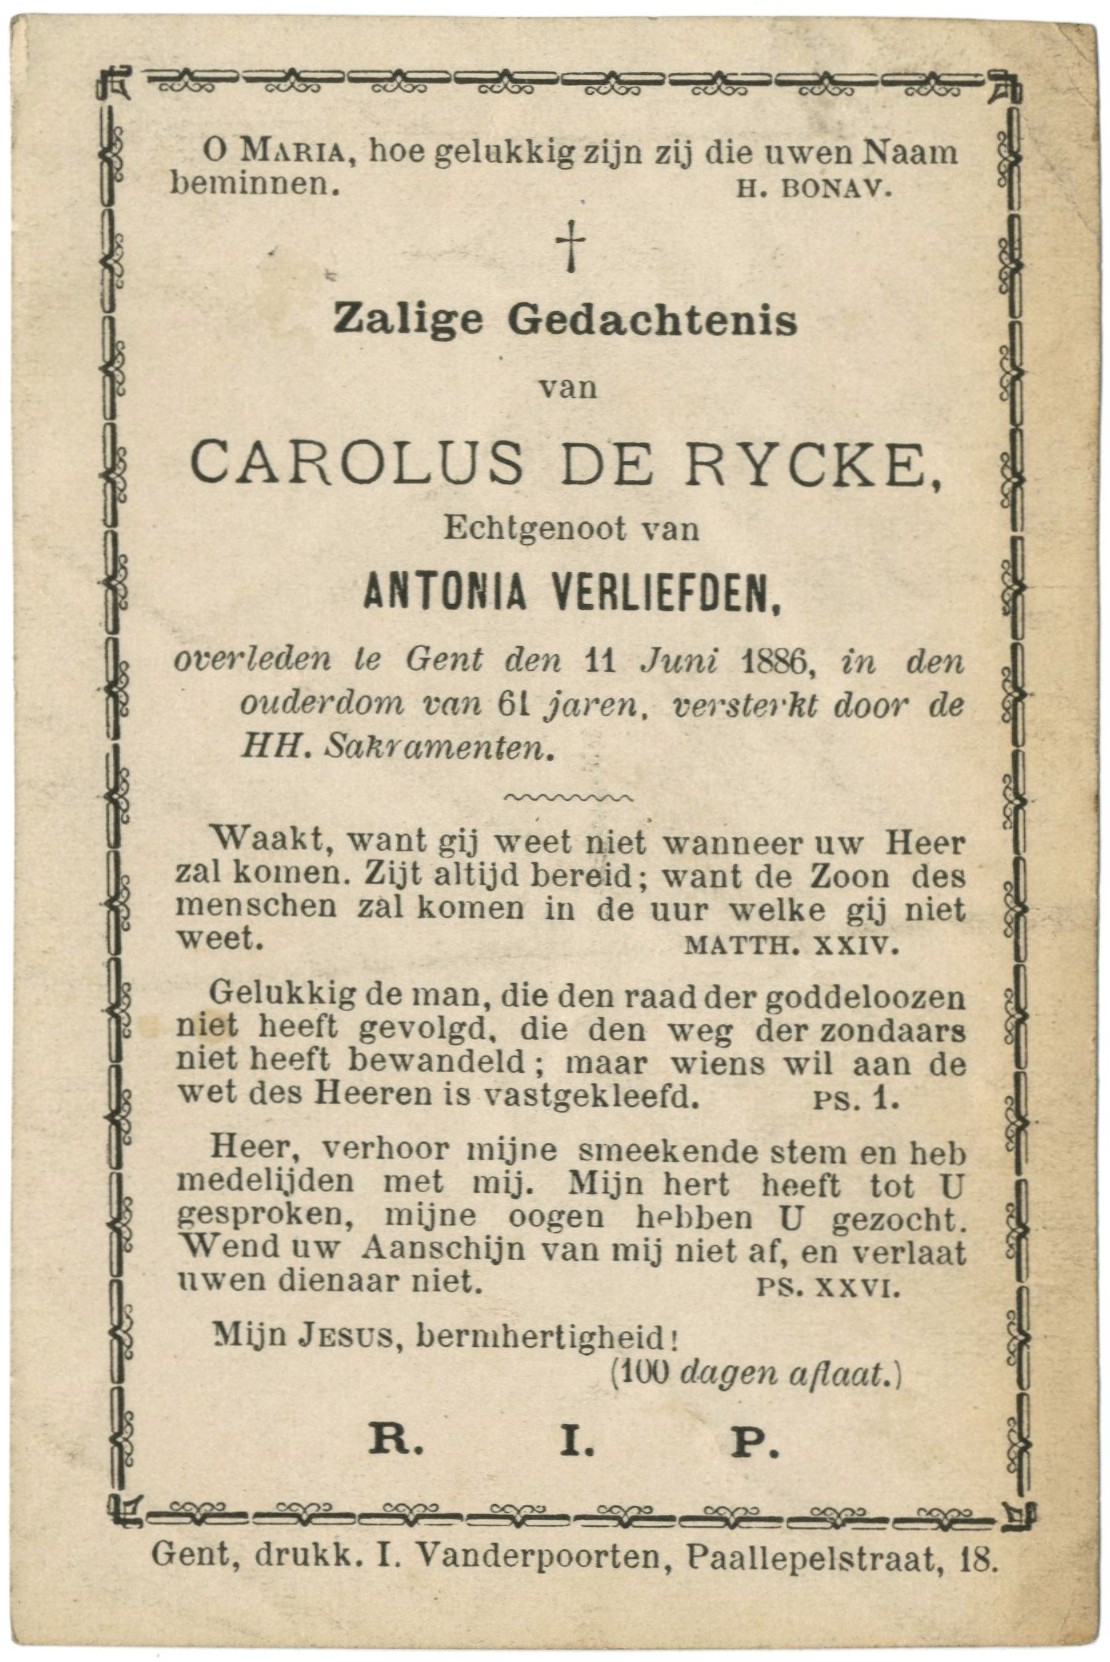 O MARIA, hoe gelukkig zijn zij die uwen Naam
beminnen. H. BONAV.
†
Zalige Gedachtenis
van
CAROLUS DE RYCKE,
Echtgenoot van
ANTONIA VERLIEFDEN,
overleden te Gent den 11 Juni 1886, in den
ouderdom van 61 jaren, versterkt door de
HH. Sakramenten.
Waakt, want gij weet niet wanneer uw Heer
zal komen. Zijt altijd bereid; want de Zoon des
menschen zal komen in de uur welke gij niet
weet. MATTH. XXIV.
Gelukkig de man, die den raad der goddeloozen
niet heeft gevolgd, die den weg der zondaars
niet heeft bewandeld; maar wiens wil aan de
wet des Heeren is vastgekleefd. PS. 1.
Heer, verhoor mijne smeekende stem en heb
medelijden met mij. Mijn hert heeft tot U
gesproken, mijne oogen hebben U gezocht.
Wend uw Aanschijn van mij niet af, en verlaat
uwen dienaar niet. PS. XXVI.
Mijn JESUS, bermhertigheid!
(100 dagen aflaat.)
R. I. P.
Gent, drukk. I. Vanderpoorten, Paallepelstraat, 18.